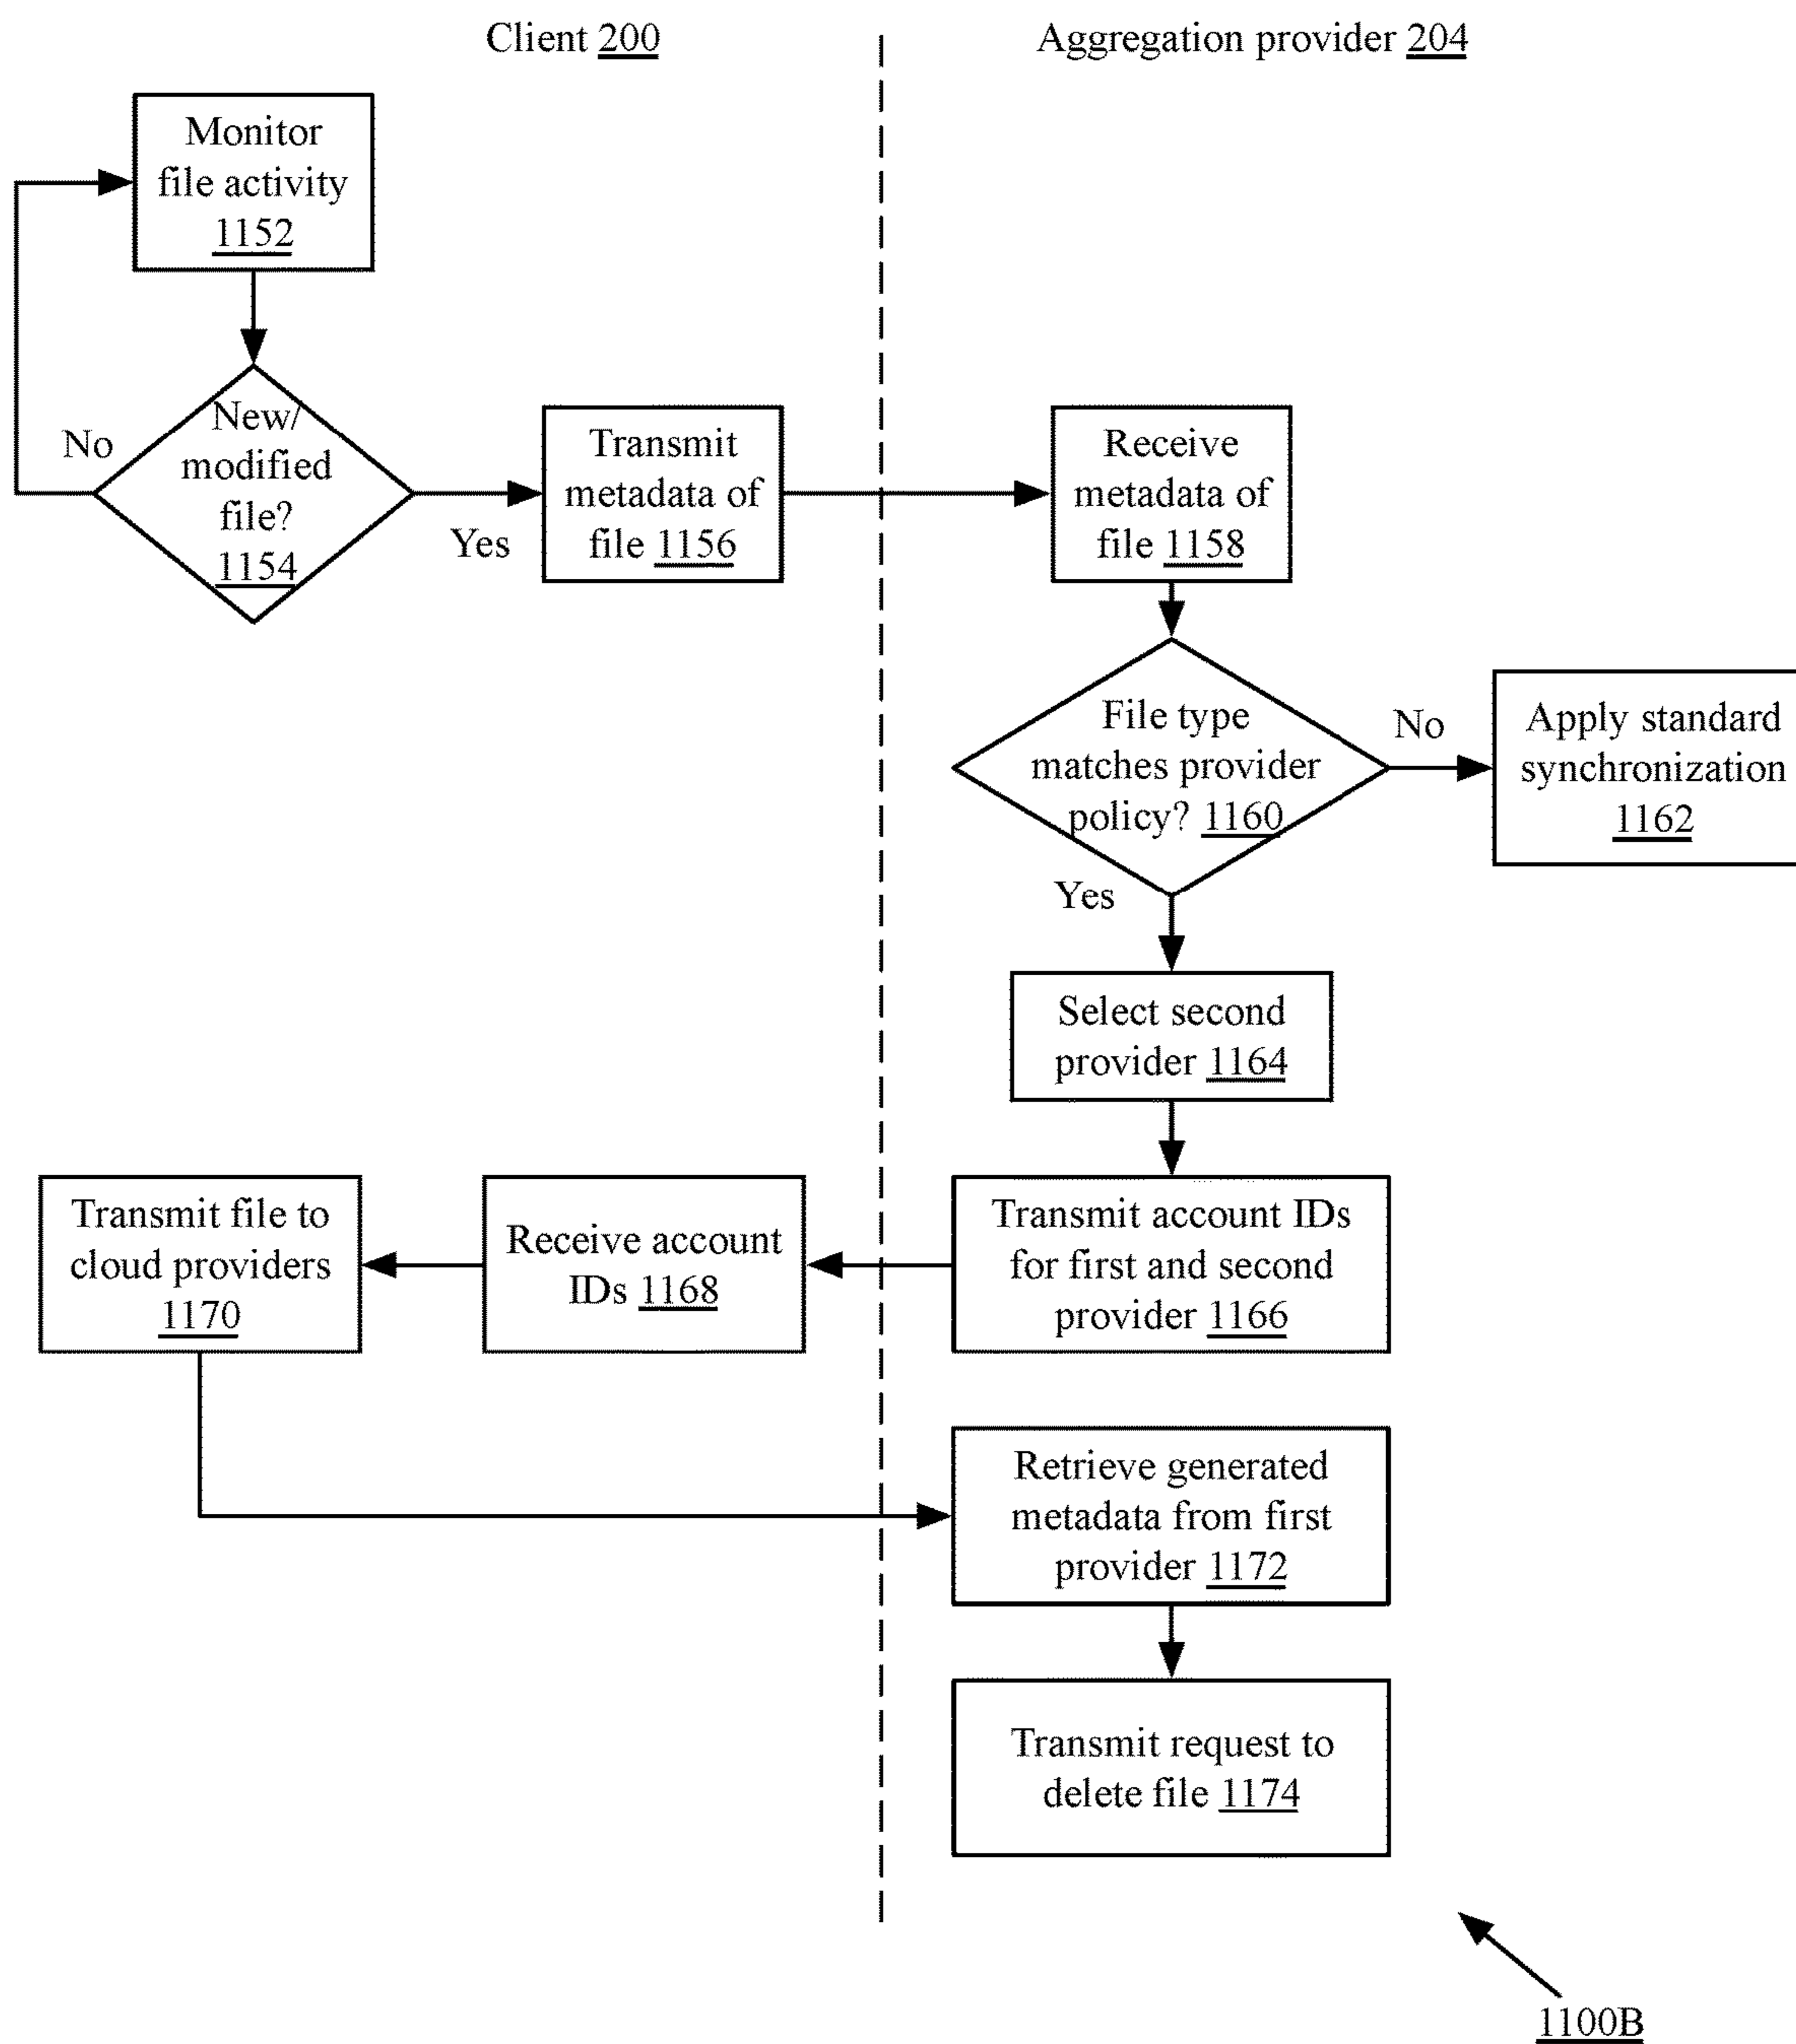 Client 200
Aggregation provider 204
Monitor
file activity
1152
New/
modified
file?
1154
No
Yes
Transmit
metadata of
file 1156
Receive
metadata of
file 1158
File type
matches provider
policy? 1160
No
Apply standard
synchronization
1162
Yes
Select second
provider 1164
Transmit account IDs
for first and second
provider 1166
Receive account
IDs 1168
Transmit file to
cloud providers
1170
Retrieve generated
metadata from first
provider 1172
Transmit request to
delete file 1174
1100B